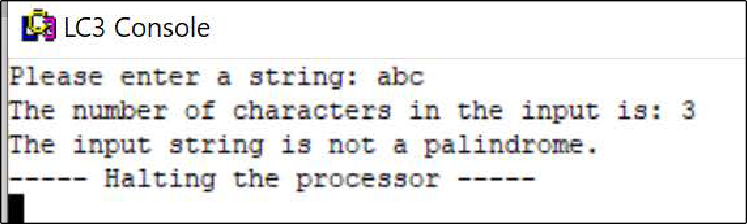 LC3 Console
Please enter a string: abc
The number of characters in the input is: 3
The input string is not a palindrome.
----- Halting the processor -----